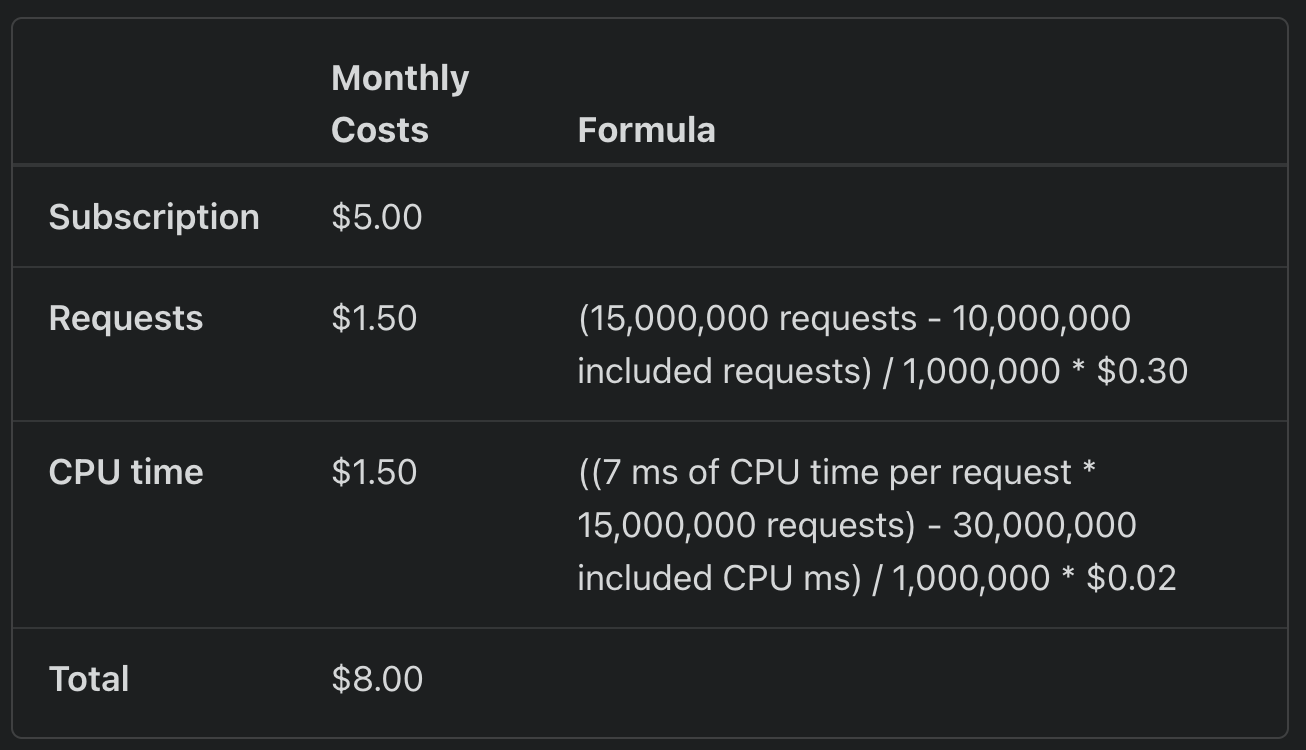 Monthly
Costs
Formula
Subscription $5.00
Requests $1.50 (15,000,000 requests - 10,000,000
included requests) / 1,000,000 * $0.30
CPU time $1.50 ((7 ms of CPU time per request *
15,000,000 requests) - 30,000,000
included CPU ms) / 1,000,000 * $0.02
Total $8.00